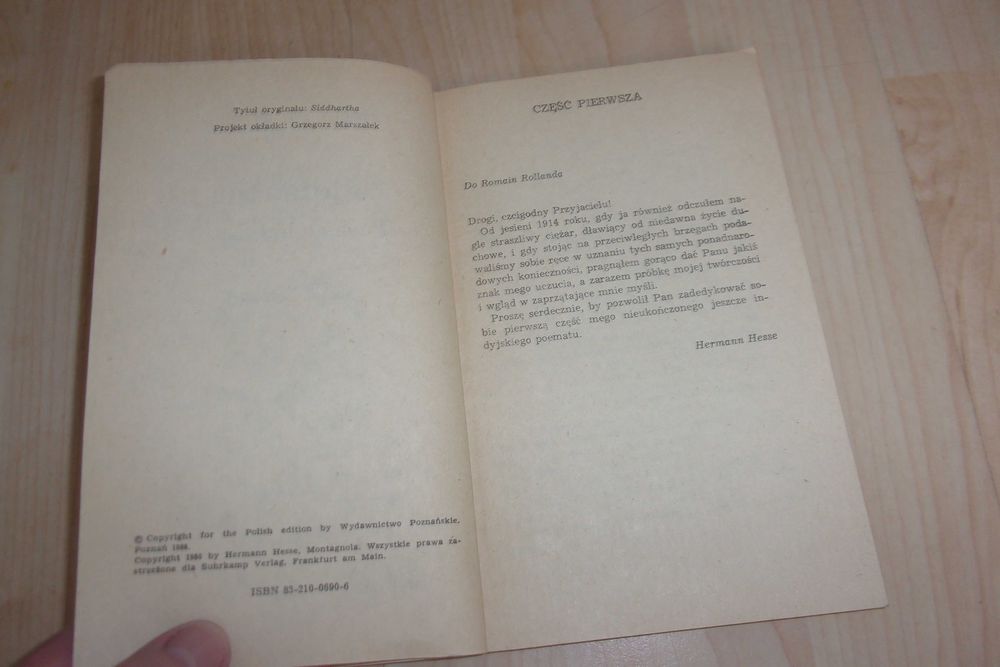 Tytuł oryginału: Siddhartha
Projekt okładki: Grzegorz Marszałek
© Copyright for the Polish edition by Wydawnictwo Poznańskie,
Poznań 1988.
Copyright 1950 by Hermann Hesse, Montagnola. Wszystkie prawa za-
strzeżone dla Suhrkamp Verlag, Frankfurt am Main.
ISBN 83-210-0690-6
CZĘŚĆ PIERWSZA
Do Romain Rollanda
Drogi, czcigodny Przyjacielu!
Od jesieni 1914 roku, gdy ja również odczułem na-
gle straszliwy ciężar, dławiący od niedawna życie du-
chowe, i gdy stojąc na przeciwległych brzegach poda-
waliśmy sobie ręce w uznaniu tych samych ponadnaro-
dowych konieczności, pragnąłem gorąco dać Panu jakiś
znak mego uczucia, a zarazem próbkę mojej twórczości
i wgląd w zaprzątające mnie myśli.
Proszę serdecznie, by pozwolił Pan zadedykować so-
bie pierwszą część mego nieukończonego jeszcze in-
dyjskiego poematu.
Hermann Hesse